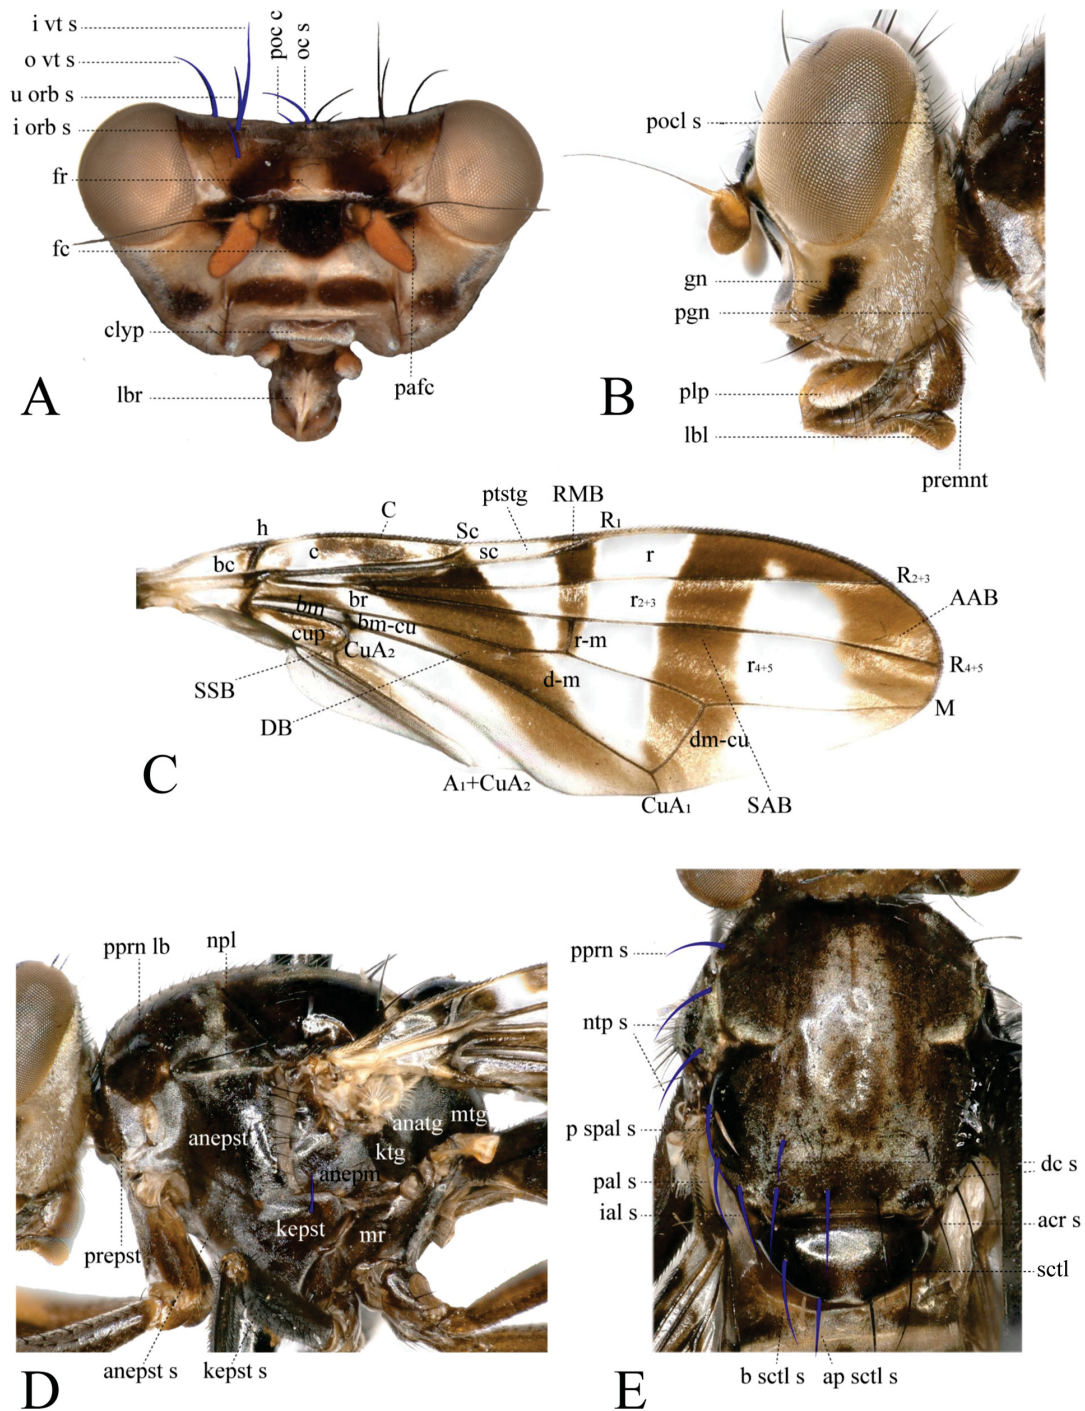 i vt s
o vt s
u orb s
i orb s
fr
fc
clyp
lbr
poc c
oc s
pafc
A
pocl s
gn
pgn
plp
lbl
premnt
B
h
C
Sc
ptstg
RMB
R1
bc
c
sc
r
R2+3
AAB
bm
br
r2+3
cup
bm-cu
r-m
CuA2
r4+5
R4+5
SSB
d-m
M
DB
dm-cu
A1+CuA2
CuA1
SAB
C
pprn lb
npl
anepst
anatg
mtg
ktg
anepm
kepst
mr
prepst
anepst s
kepst s
D
pprn s
ntp s
p spal s
pal s
ial s
dc s
acr s
sctl
b sctl s
ap sctl s
E